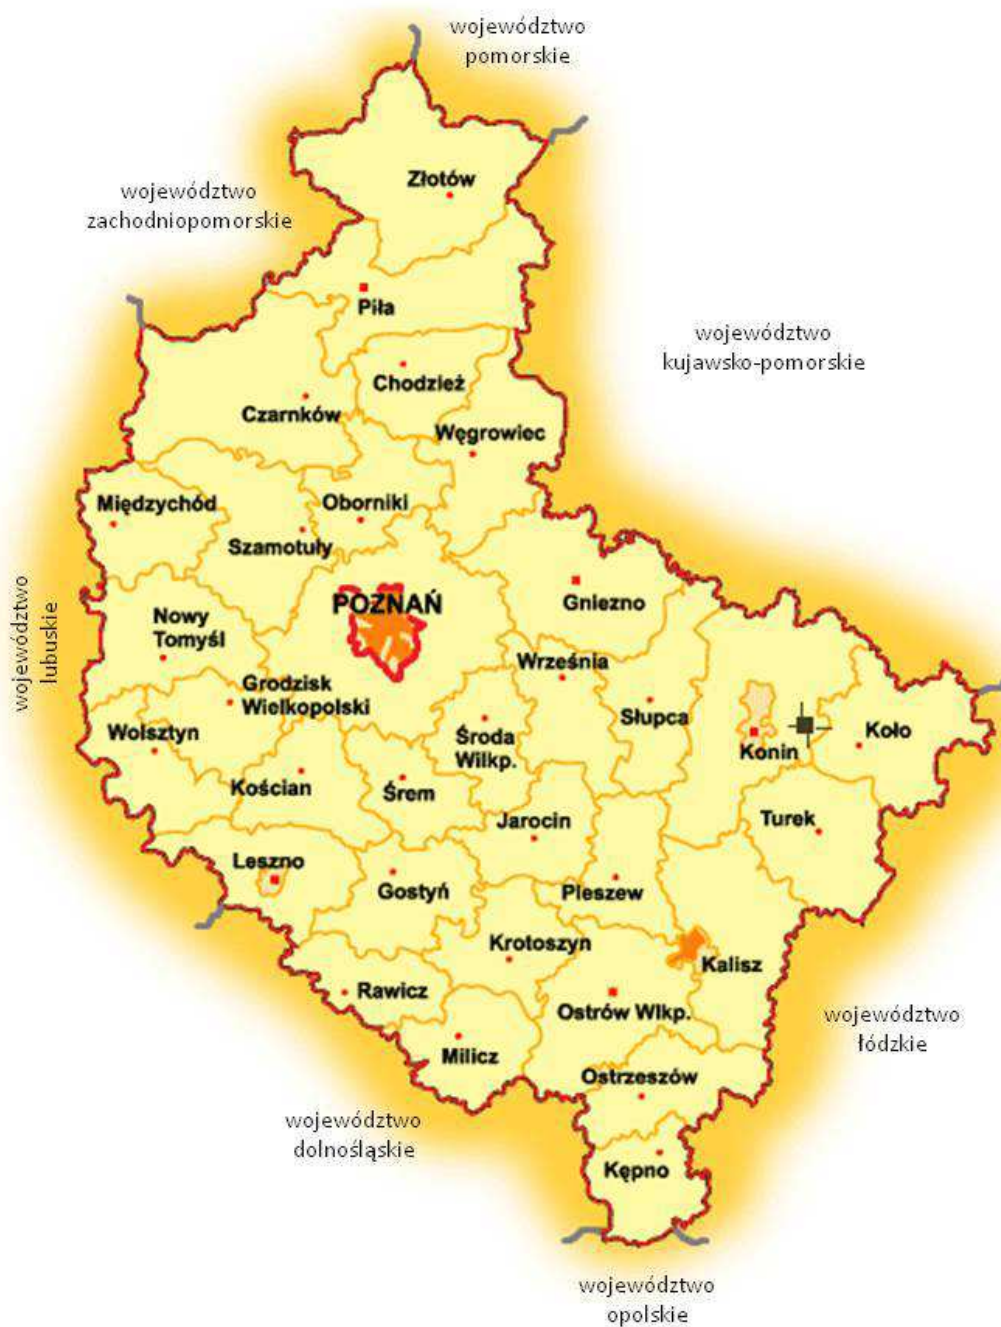 województwo
pomorskie
Złotów
województwo
zachodniopomorskie
Piła
województwo
kujawsko-pomorskie
Chodzież
Czarnków
Węgrowiec
Międzychód
Oborniki
Szamotuły
POZNAŃ
Gniezno
województwo
lubuskie
Nowy
Tomyśl
Września
Grodzisk
Wielkopolski
Słupca
Wolsztyn
Środa
Wlkp.
Konin
Koło
Kościan
Śrem
Jarocin
Turek
Leszno
Gostyń
Pleszew
Krotoszyn
Kalisz
Rawicz
Ostrów Wlkp.
województwo
łódzkie
Milicz
Ostrzeszów
województwo
dolnośląskie
Kępno
województwo
opolskie